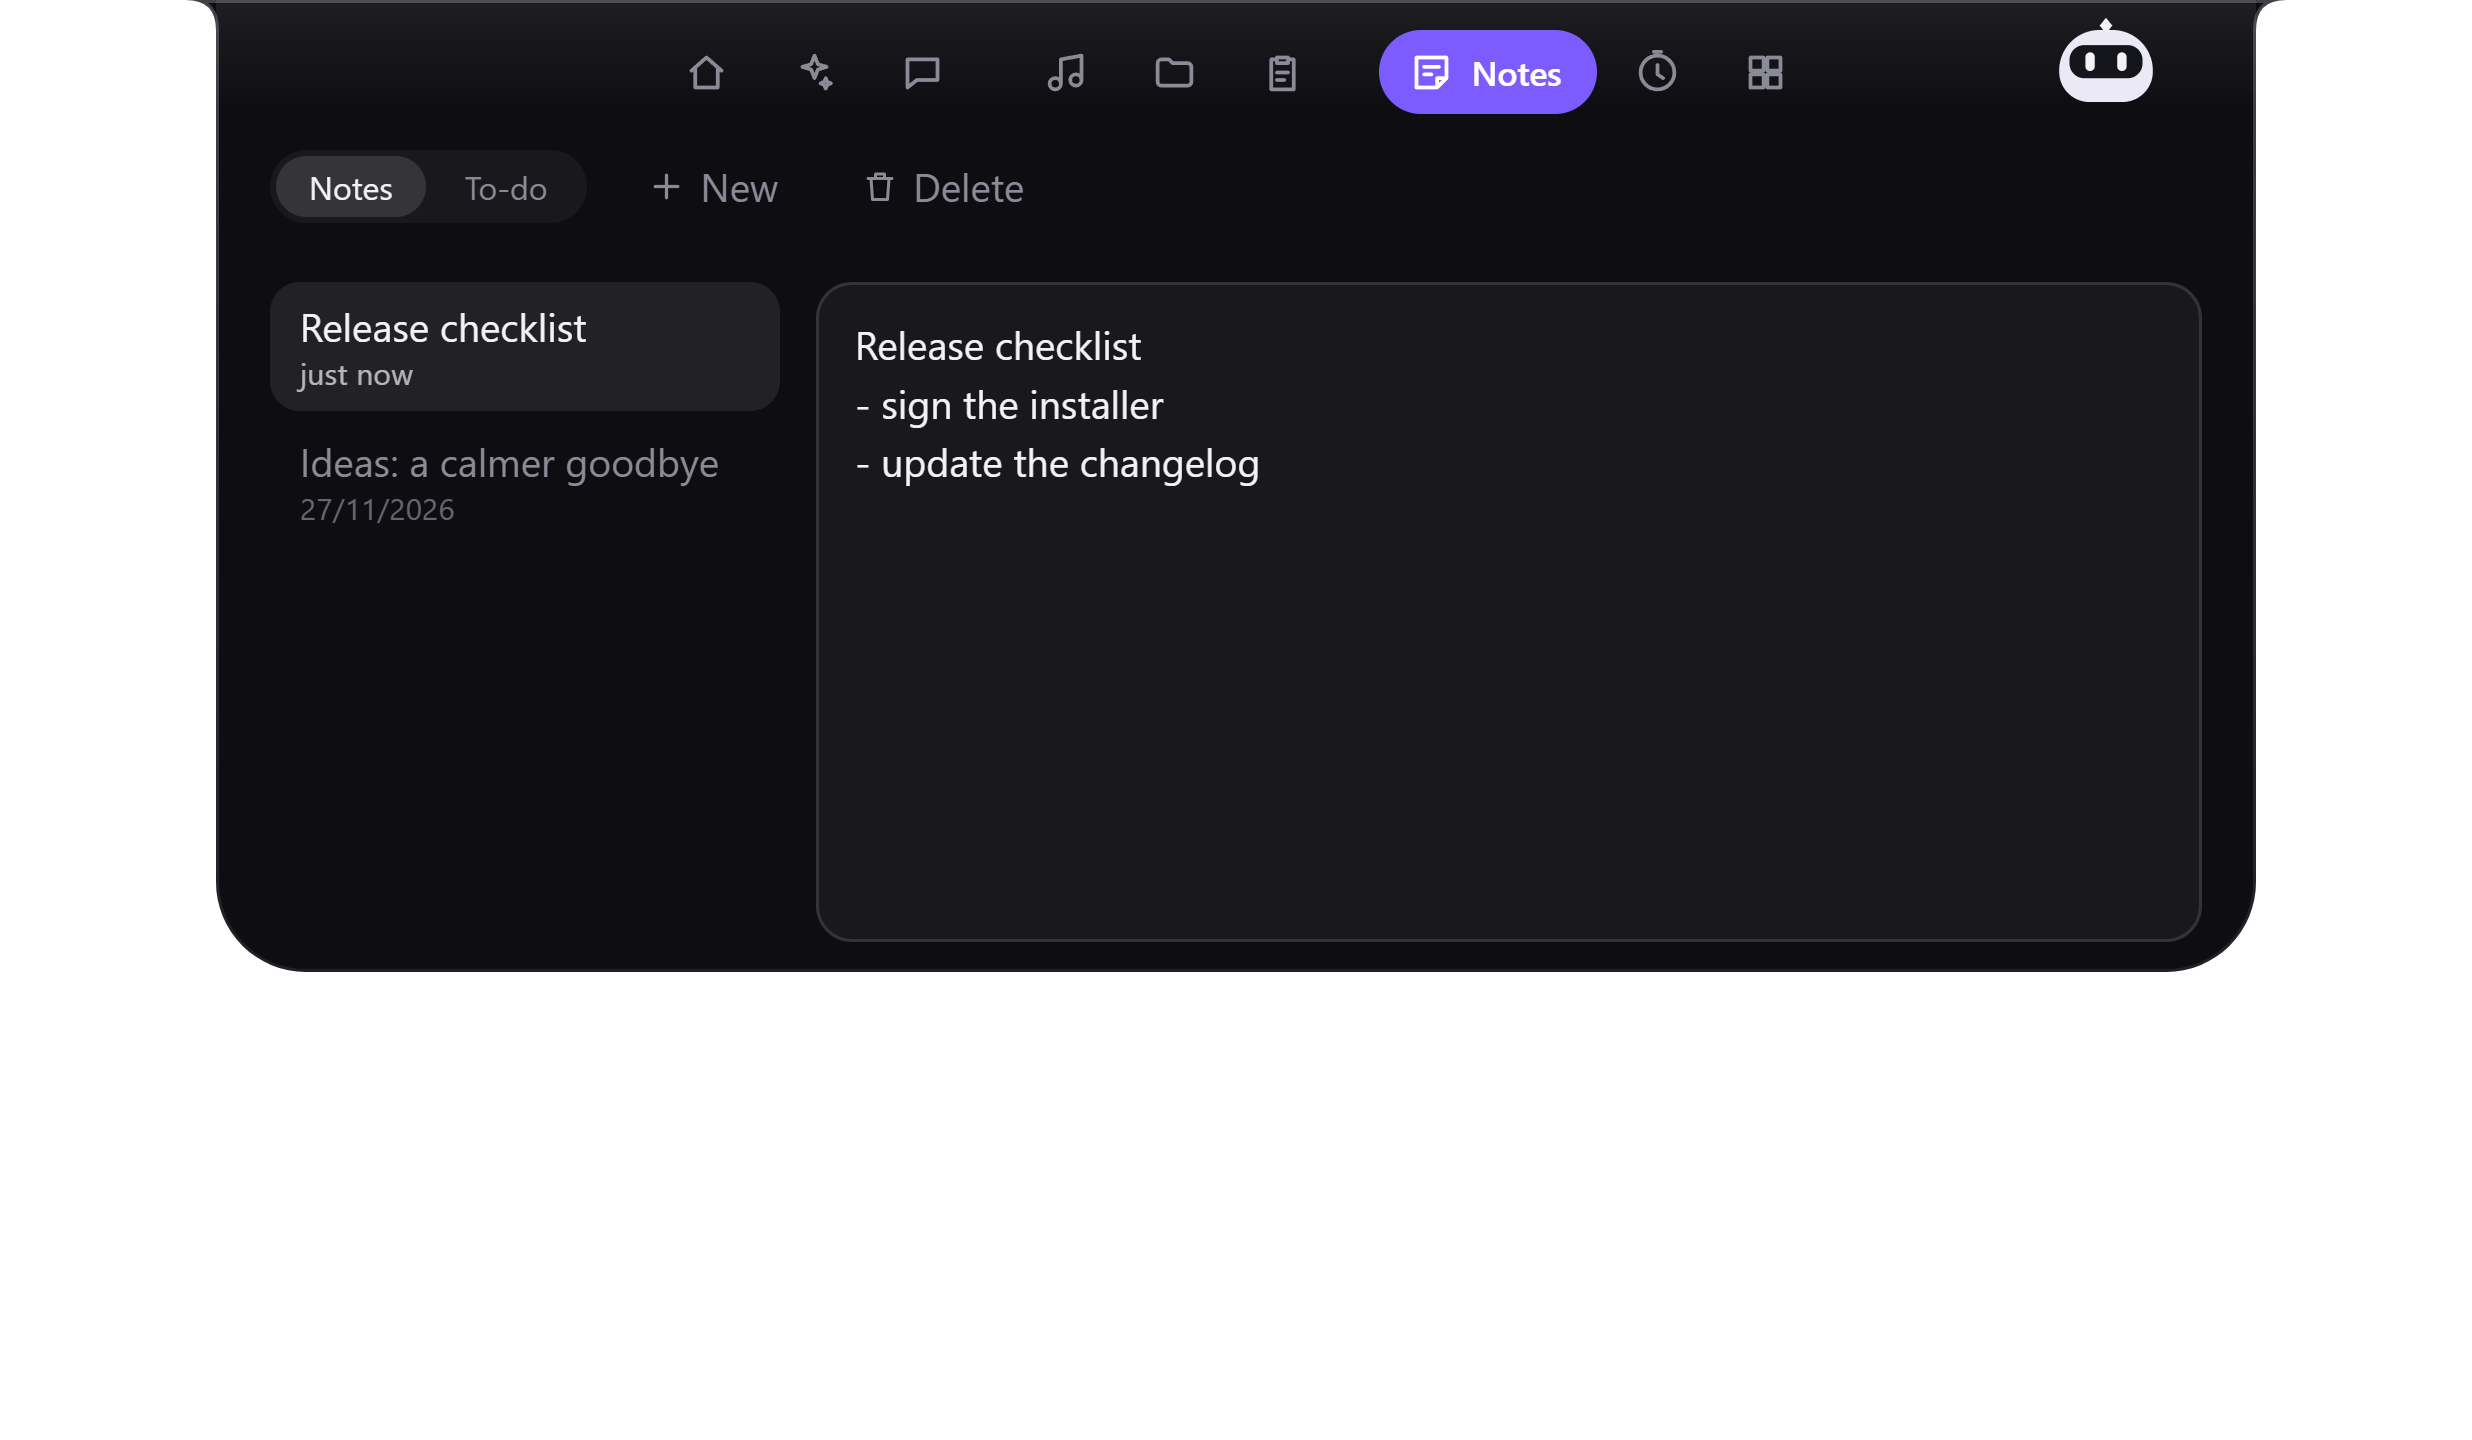 Notes
Notes
To-do
New
Delete
Release checklist
just now
Ideas: a calmer goodbye
27/11/2026
Release checklist
- sign the installer
- update the changelog